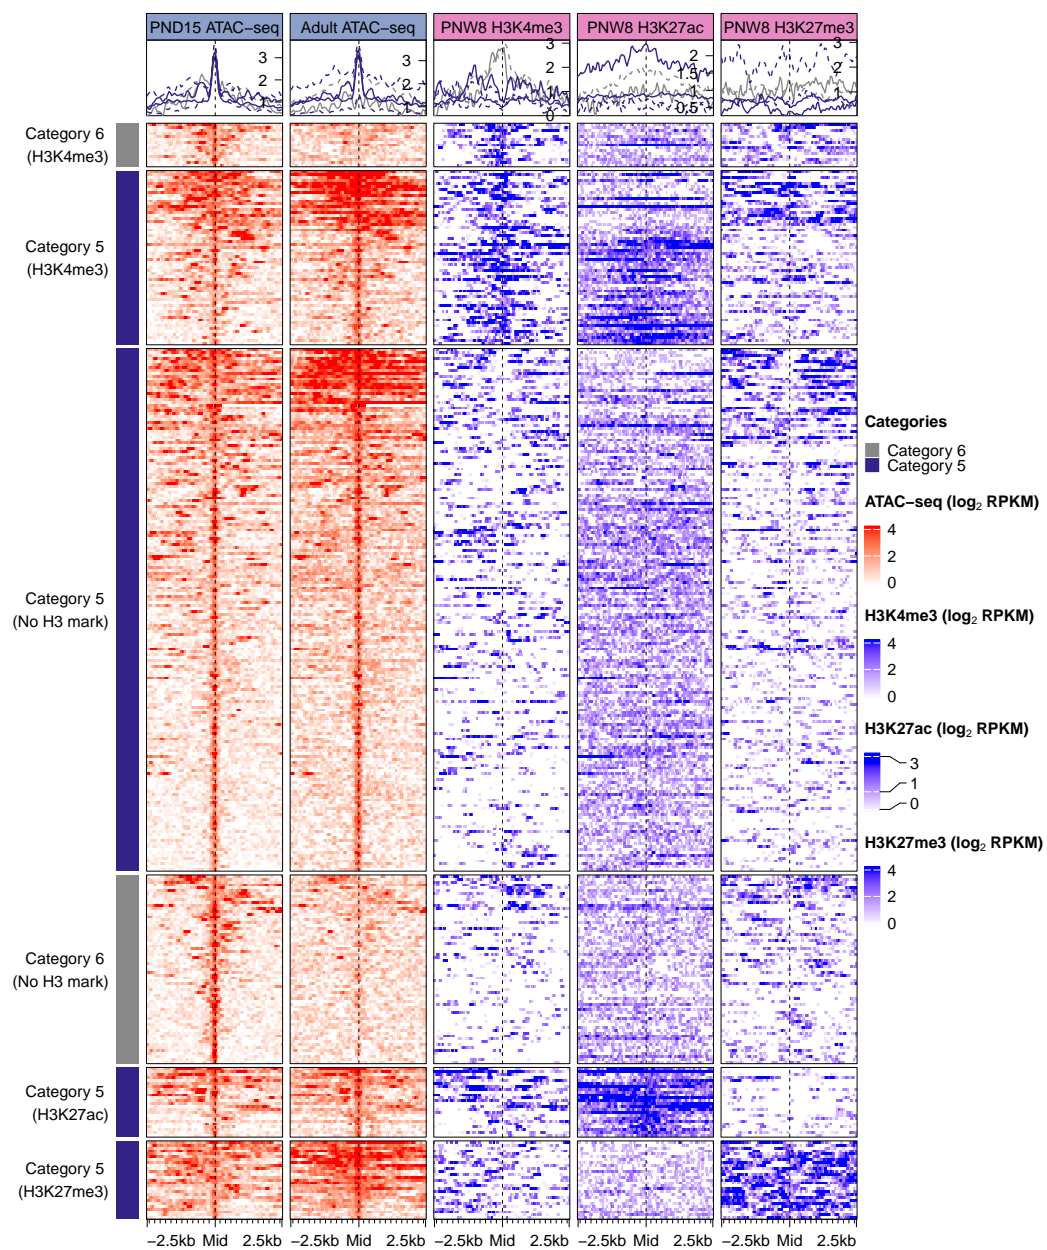 PND15 ATAC−seq
Adult ATAC−seq
PNW8 H3K4me3
PNW8 H3K27ac
PNW8 H3K27me3
3
2
1
3
2
1
3
2
1
0
2
1.5
1
0.5
3
2
1
Category 6
(H3K4me3)
Category 5
(H3K4me3)
Category 5
(No H3 mark)
Category 6
(No H3 mark)
Category 5
(H3K27ac)
Category 5
(H3K27me3)
−2.5kb Mid 2.5kb
−2.5kb Mid 2.5kb
−2.5kb Mid 2.5kb
−2.5kb Mid 2.5kb
−2.5kb Mid 2.5kb
Categories
Category 6
Category 5
ATAC−seq (log₂ RPKM)
4
2
0
H3K4me3 (log₂ RPKM)
4
2
0
H3K27ac (log₂ RPKM)
3
1
0
H3K27me3 (log₂ RPKM)
4
2
0